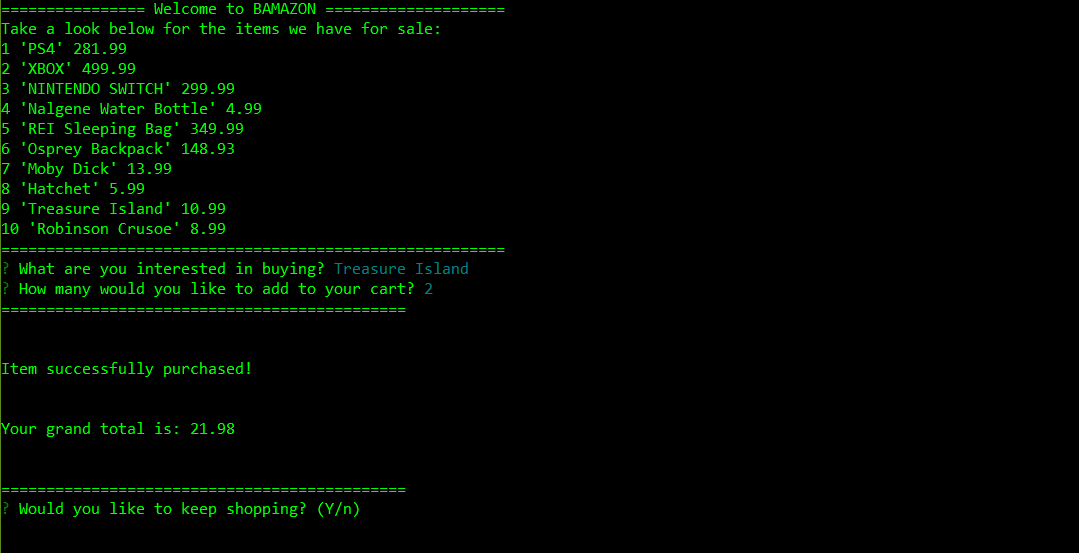 ================ Welcome to BAMAZON ====================
Take a look below for the items we have for sale:
1 'PS4' 281.99
2 'XBOX' 499.99
3 'NINTENDO SWITCH' 299.99
4 'Nalgene Water Bottle' 4.99
5 'REI Sleeping Bag' 349.99
6 'Osprey Backpack' 148.93
7 'Moby Dick' 13.99
8 'Hatchet' 5.99
9 'Treasure Island' 10.99
10 'Robinson Crusoe' 8.99
========================================================
? What are you interested in buying? Treasure Island
? How many would you like to add to your cart? 2
=============================================
Item successfully purchased!
Your grand total is: 21.98
=============================================
? Would you like to keep shopping? (Y/n)